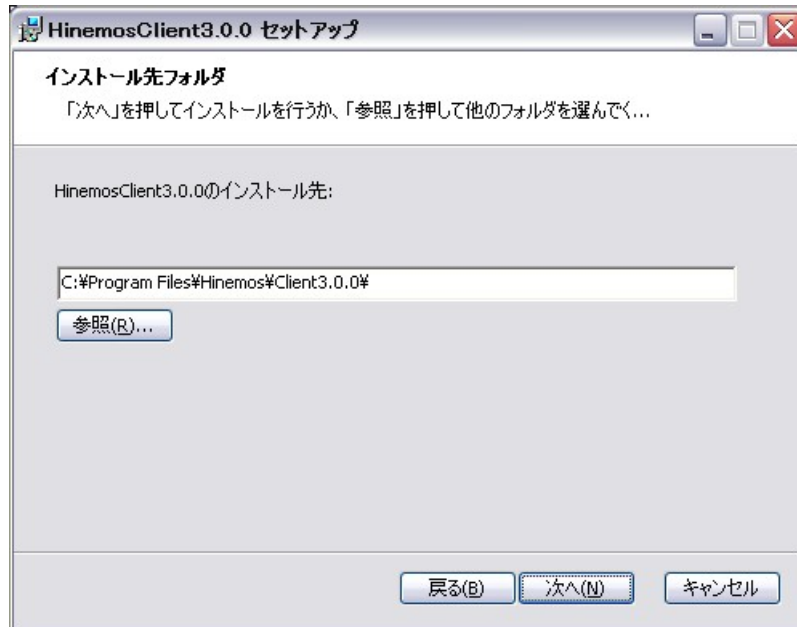 HinemosClient3.0.0 セットアップ
インストール先フォルダ
「次へ」を押してインストールを行うか、「参照」を押して他のフォルダを選んでく...
HinemosClient3.0.0のインストール先:
C:¥Program Files¥Hinemos¥Client3.0.0¥
参照(R)...
戻る(B) 次へ(N) キャンセル